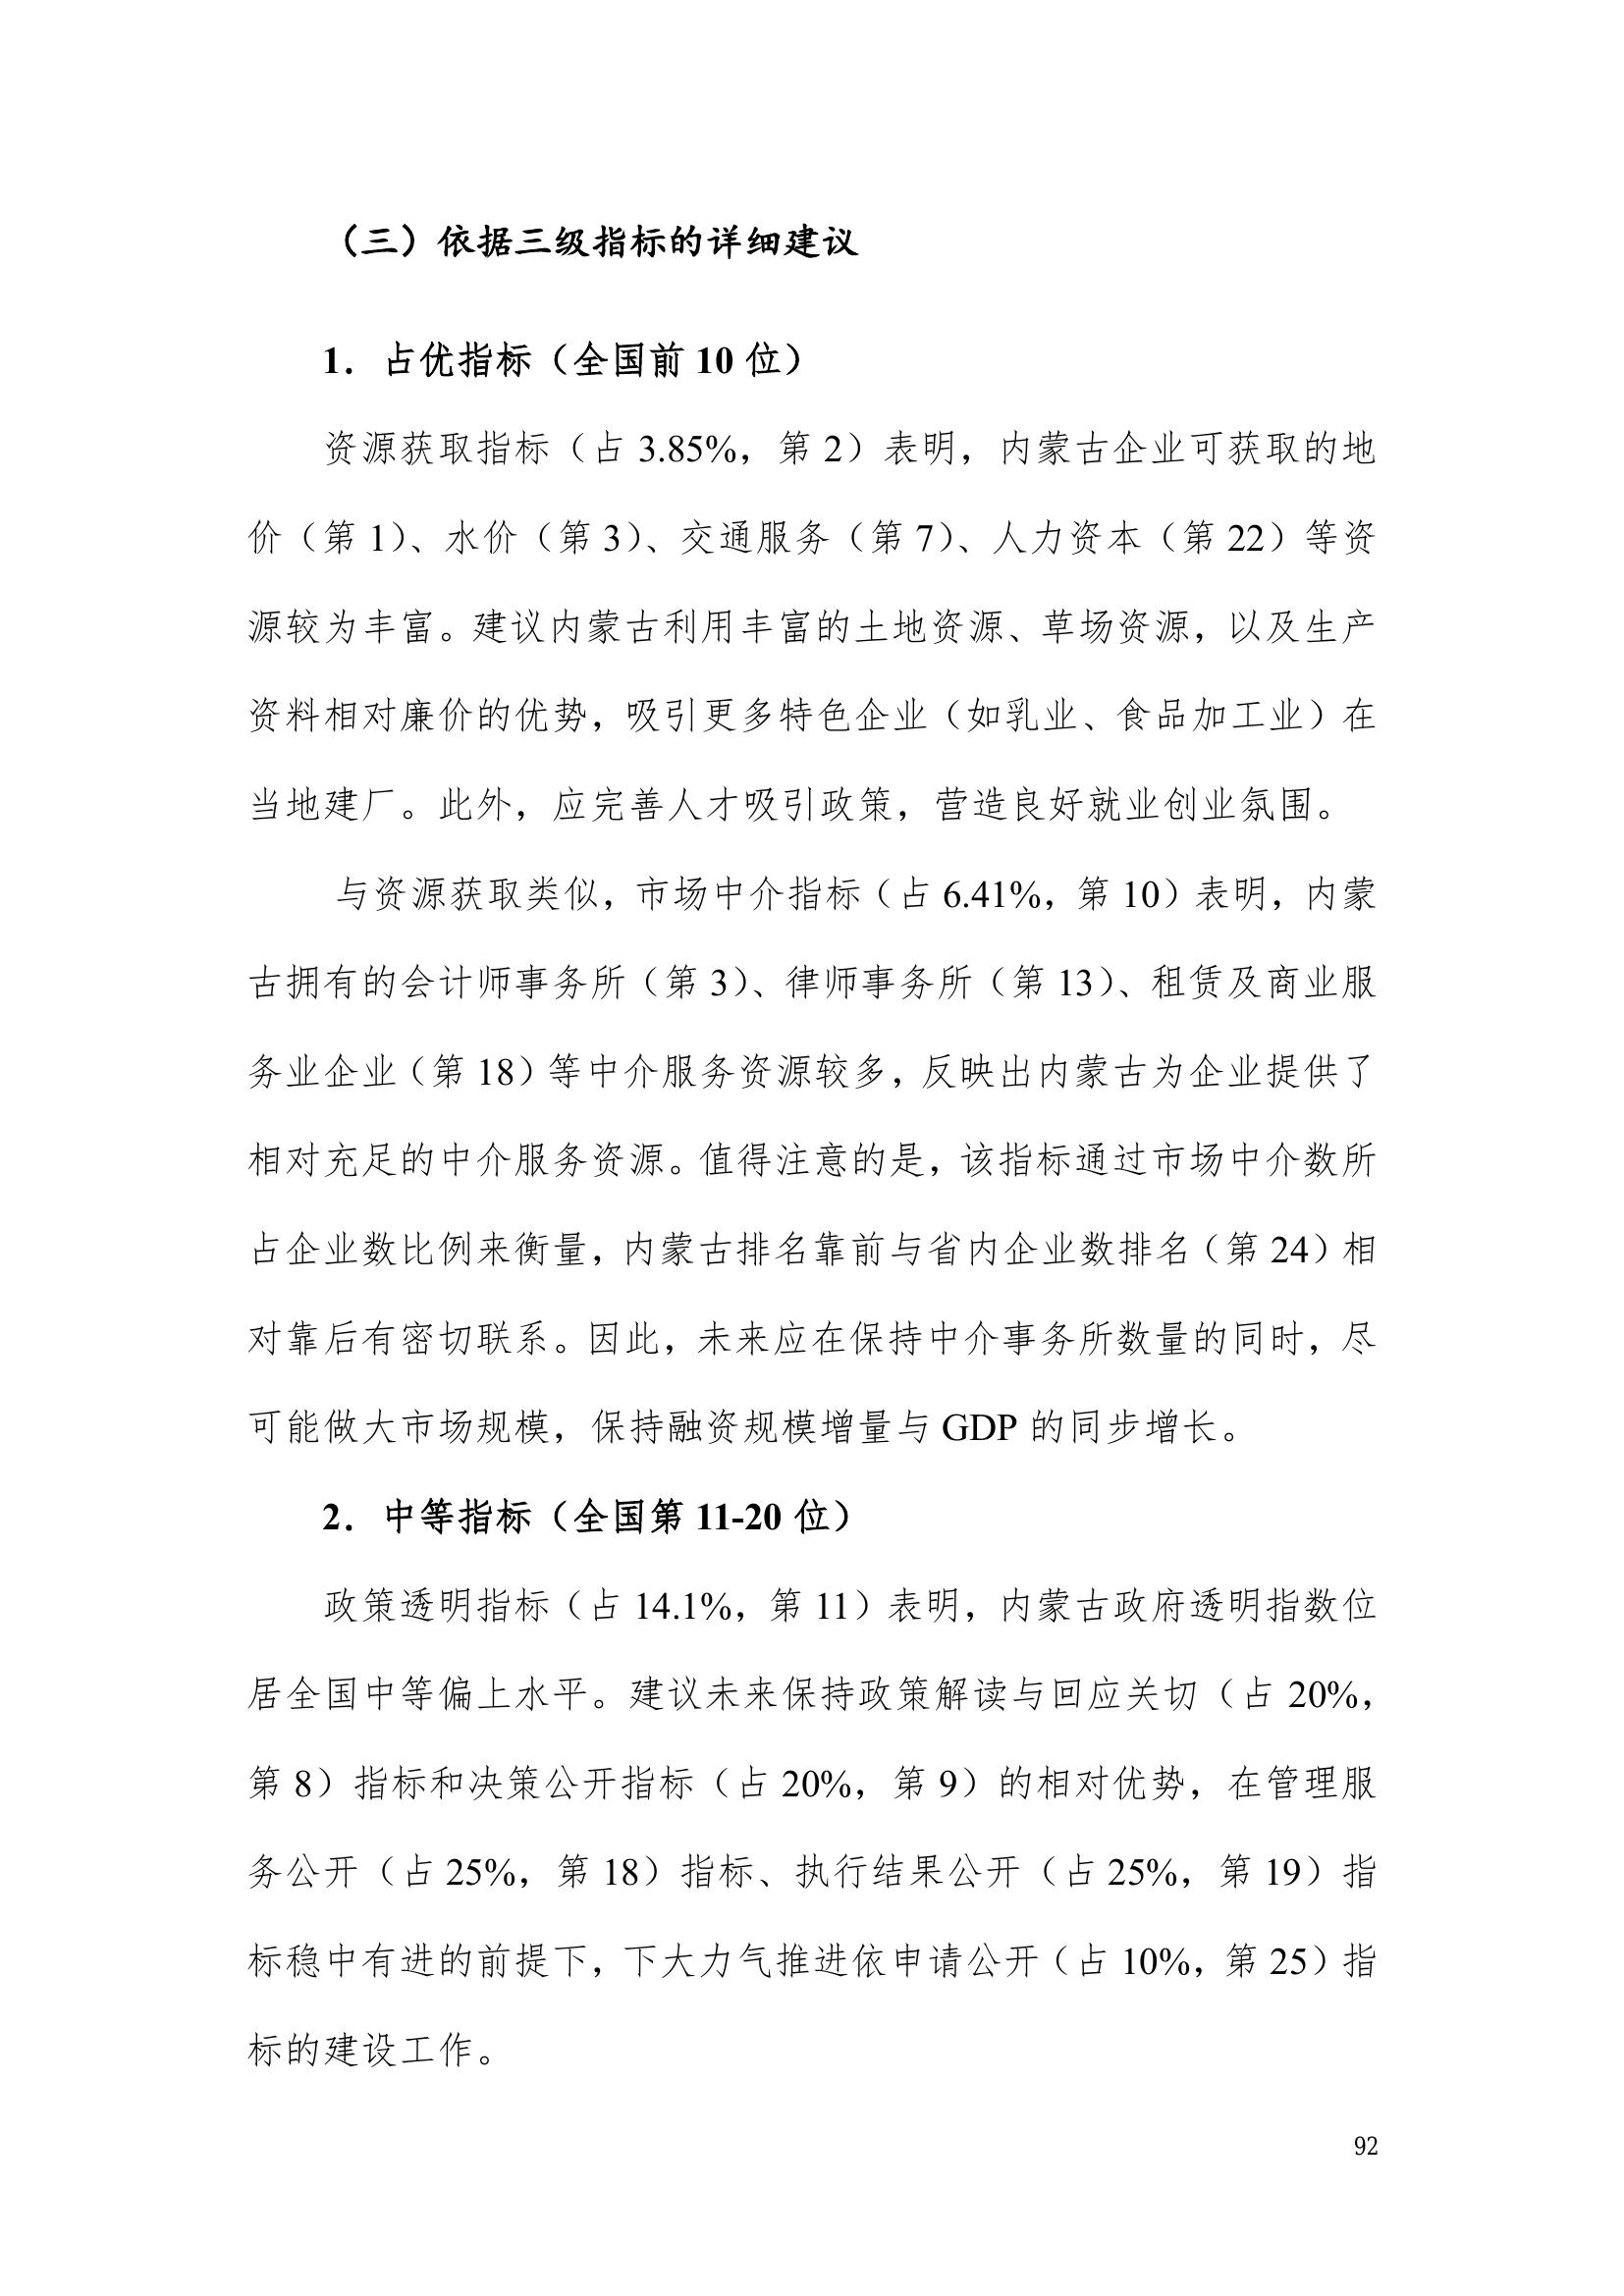 （三）依据三级指标的详细建议
1．占优指标（全国前 10 位）
资源获取指标（占 3.85%，第 2）表明，内蒙古企业可获取的地
价（第 1）、水价（第 3）、交通服务（第 7）、人力资本（第 22）等资
源较为丰富。建议内蒙古利用丰富的土地资源、草场资源，以及生产
资料相对廉价的优势，吸引更多特色企业（如乳业、食品加工业）在
当地建厂。此外，应完善人才吸引政策，营造良好就业创业氛围。
与资源获取类似，市场中介指标（占 6.41%，第 10）表明，内蒙
古拥有的会计师事务所（第 3）、律师事务所（第 13）、租赁及商业服
务业企业（第 18）等中介服务资源较多，反映出内蒙古为企业提供了
相对充足的中介服务资源。值得注意的是，该指标通过市场中介数所
占企业数比例来衡量，内蒙古排名靠前与省内企业数排名（第 24）相
对靠后有密切联系。因此，未来应在保持中介事务所数量的同时，尽
可能做大市场规模，保持融资规模增量与 GDP 的同步增长。
2．中等指标（全国第 11-20 位）
政策透明指标（占 14.1%，第 11）表明，内蒙古政府透明指数位
居全国中等偏上水平。建议未来保持政策解读与回应关切（占 20%，
第 8）指标和决策公开指标（占 20%，第 9）的相对优势，在管理服
务公开（占 25%，第 18）指标、执行结果公开（占 25%，第 19）指
标稳中有进的前提下，下大力气推进依申请公开（占 10%，第 25）指
标的建设工作。
92